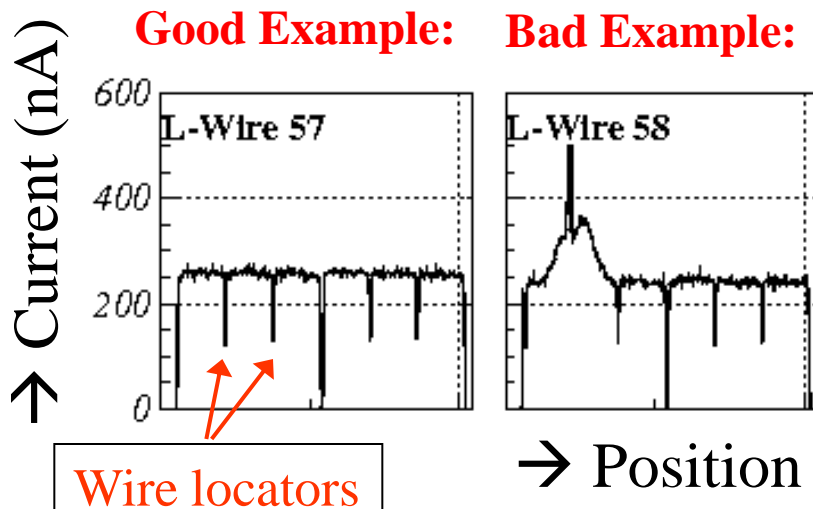 Good Example: Bad Example:
→ Current (nA)
600
400
200
0
L-Wire 57
L-Wire 58
Wire locators
→ Position